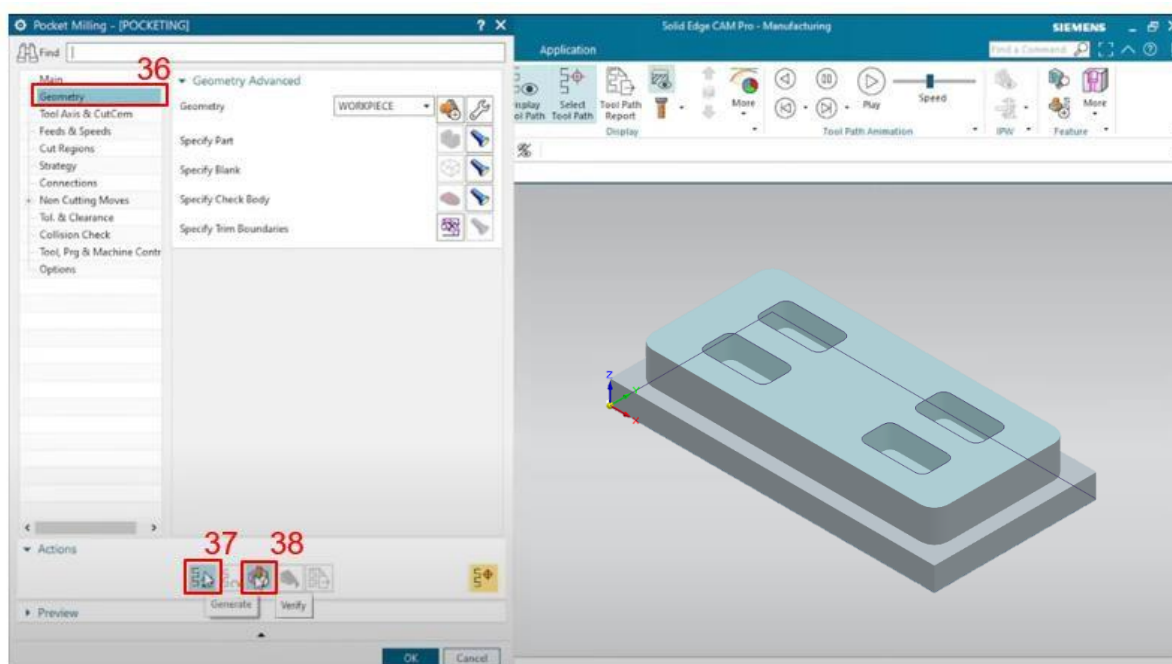 Pocket Milling - [POCKETING]
? X
Solid Edge CAM Pro - Manufacturing
SIEMENS
Find
Application
Find a Command
36
Main
Geometry
Tool Axis & CutCom
Feeds & Speeds
Cut Regions
Strategy
Connections
Non Cutting Moves
Tol. & Clearance
Collision Check
Tool, Prg & Machine Contr
Options
Geometry Advanced
Geometry
WORKPIECE
Specify Part
Specify Blank
Specify Check Body
Specify Trim Boundaries
Select
Tool Path
Tool Path
Report
More
Play
Speed
More
Display
Tool Path Animation
IPW
Feature
Z
Y
X
Actions
37
38
Generate
Verify
Preview
OK
Cancel